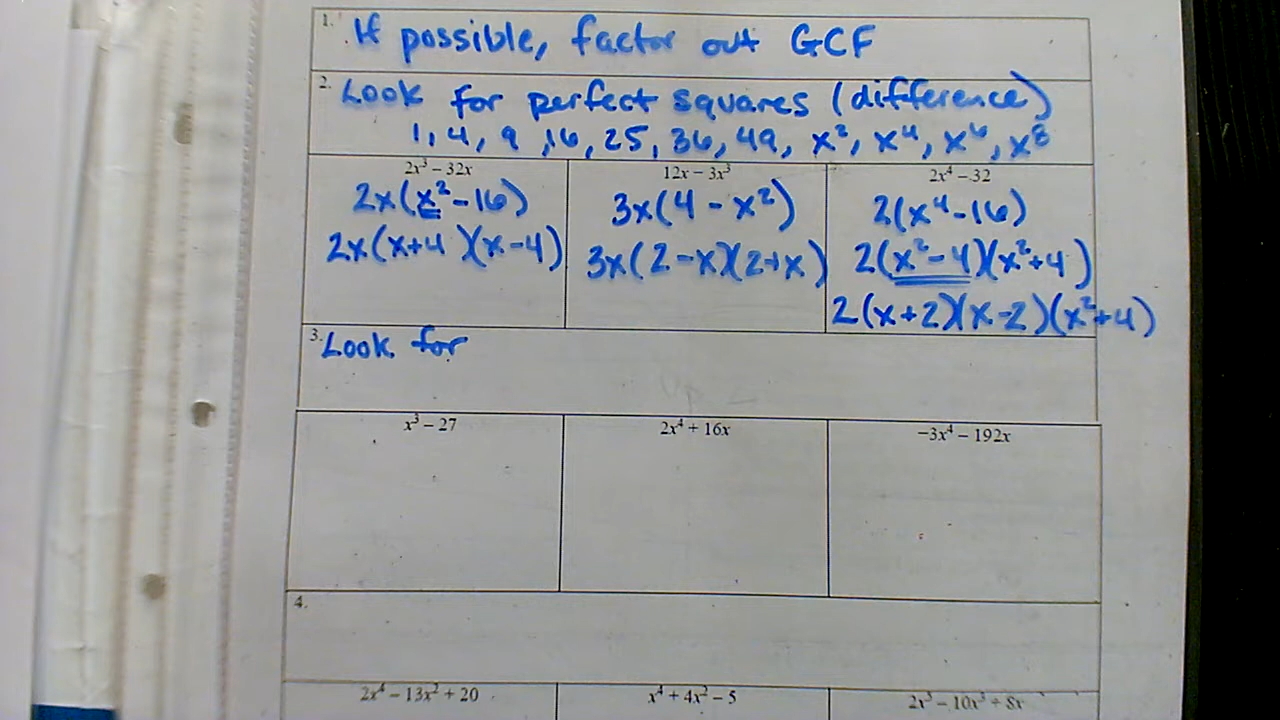 1. If possible, factor out GCF
2. Look for perfect squares (difference)
1, 4, 9, 16, 25, 36, 49, x², x⁴, x⁶, x⁸
2x³ – 32x
2x(x²-16)
2x(x+4)(x-4)
12x – 3x³
3x(4 - x²)
3x(2-x)(2+x)
2x⁴ – 32
2(x⁴-16)
2(x²-4)(x²+4)
2(x+2)(x-2)(x²+4)
3. Look for
x³ – 27
2x⁴ + 16x
–3x⁴ – 192x
4.
2x⁴ – 13x² + 20
x⁴ + 4x² – 5